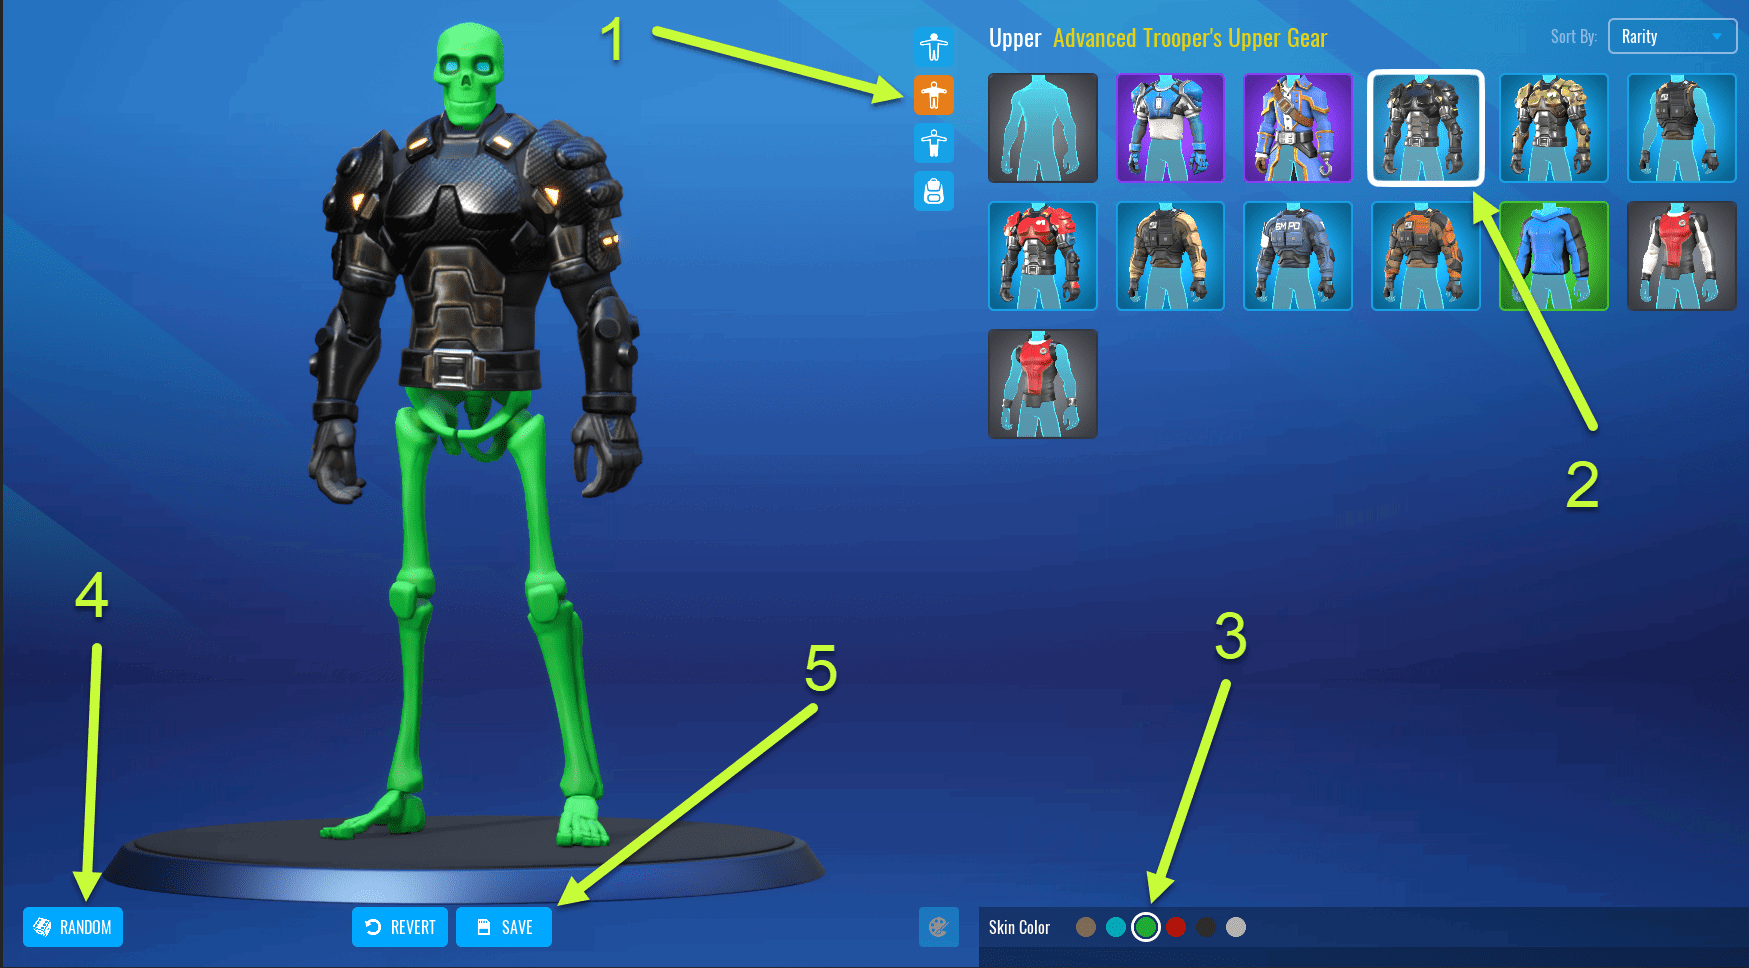 1
Upper Advanced Trooper's Upper Gear
Sort By: Rarity
SM PD
2
3
4
5
RANDOM
REVERT
SAVE
Skin Color